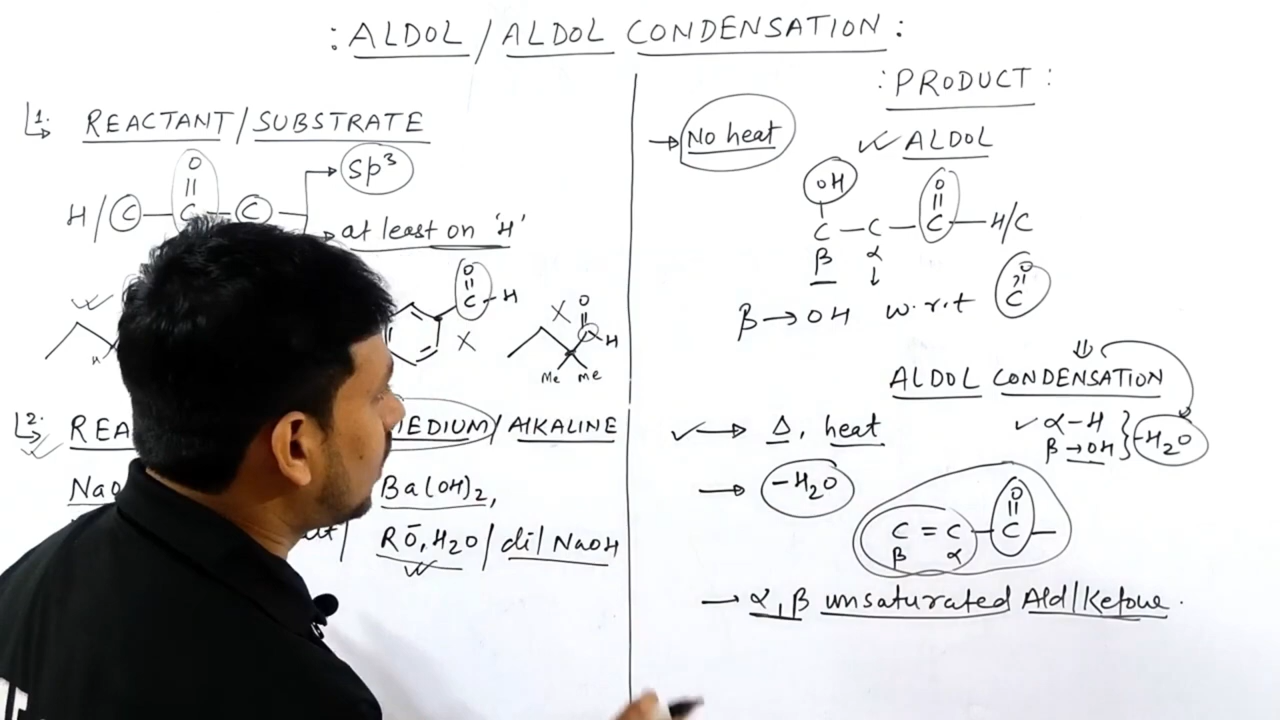 : ALDOL / ALDOL CONDENSATION :
1. REACTANT / SUBSTRATE
O
H / C — C — C —
sp³
at least on 'H'
H
O
C - H
X
X
O
H
Me Me
2. REA MEDIUM / AlKALINE
Ba(OH)₂,
RŌ, H₂O / dil NaOH
: PRODUCT :
→ No heat
✓ ALDOL
OH O
C — C — C — H/C
β α
β → OH w.r.t C=O
⇓
ALDOL CONDENSATION
✓ → Δ, heat
✓ α - H
β → OH } -H₂O
→ -H₂O
O
C = C — C —
β α
→ α, β unsaturated Ald/Ketone.